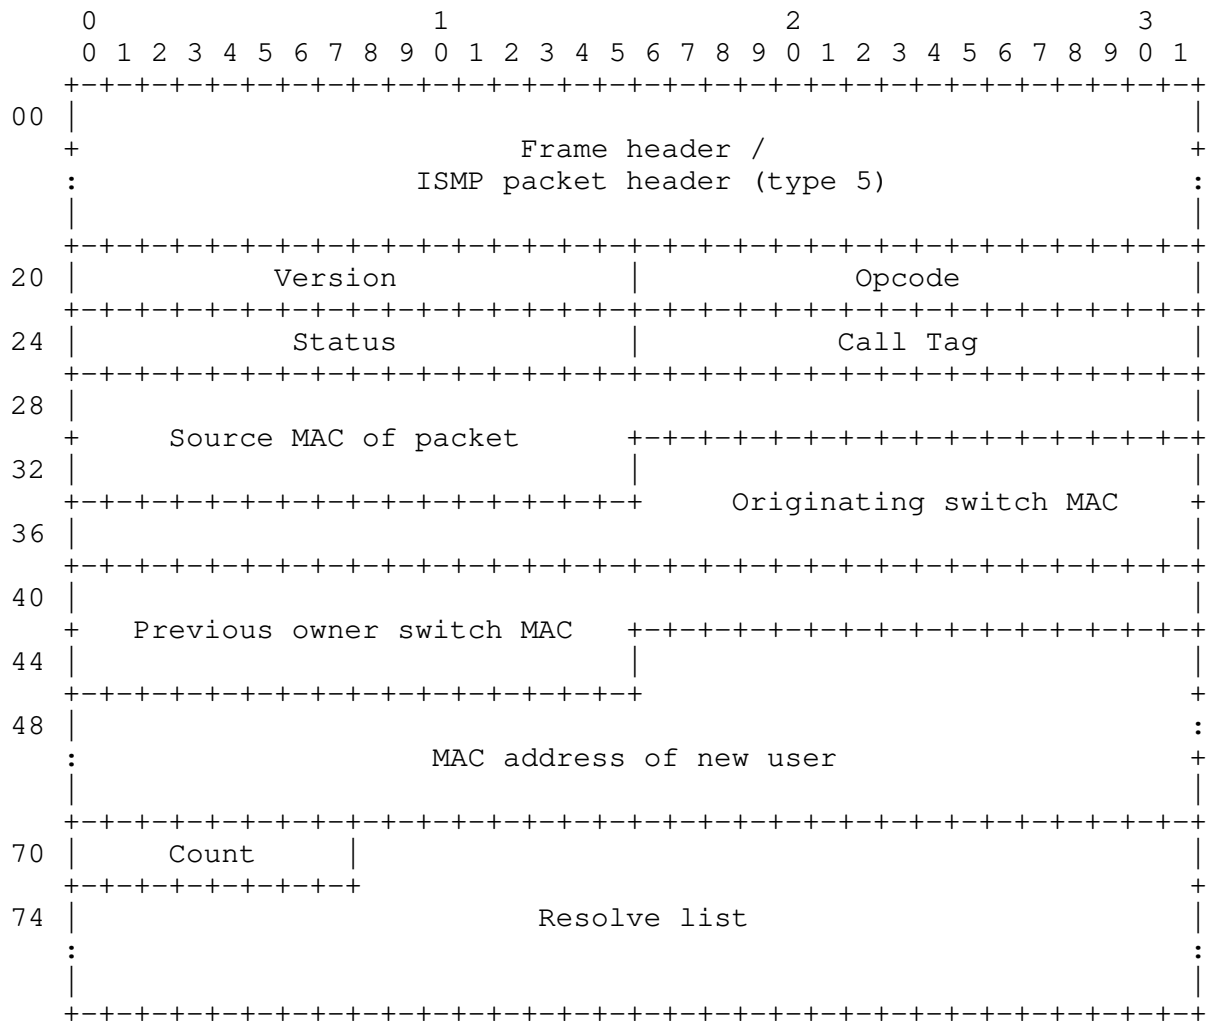 0                   1                   2                   3
0 1 2 3 4 5 6 7 8 9 0 1 2 3 4 5 6 7 8 9 0 1 2 3 4 5 6 7 8 9 0 1
+-+-+-+-+-+-+-+-+-+-+-+-+-+-+-+-+-+-+-+-+-+-+-+-+-+-+-+-+-+-+-+-+
00 |                                                               |
+                         Frame header /                        +
:                   ISMP packet header (type 5)                 :
|                                                               |
+-+-+-+-+-+-+-+-+-+-+-+-+-+-+-+-+-+-+-+-+-+-+-+-+-+-+-+-+-+-+-+-+
20 |           Version             |            Opcode             |
+-+-+-+-+-+-+-+-+-+-+-+-+-+-+-+-+-+-+-+-+-+-+-+-+-+-+-+-+-+-+-+-+
24 |            Status             |           Call Tag            |
+-+-+-+-+-+-+-+-+-+-+-+-+-+-+-+-+-+-+-+-+-+-+-+-+-+-+-+-+-+-+-+-+
28 |                                                               |
+     Source MAC of packet      +-+-+-+-+-+-+-+-+-+-+-+-+-+-+-+-+
32 |                               |                               |
+-+-+-+-+-+-+-+-+-+-+-+-+-+-+-+-+     Originating switch MAC    +
36 |                                                               |
+-+-+-+-+-+-+-+-+-+-+-+-+-+-+-+-+-+-+-+-+-+-+-+-+-+-+-+-+-+-+-+-+
40 |                                                               |
+   Previous owner switch MAC   +-+-+-+-+-+-+-+-+-+-+-+-+-+-+-+-+
44 |                               |                               |
+-+-+-+-+-+-+-+-+-+-+-+-+-+-+-+-+                               +
48 |                                                               :
:                    MAC address of new user                    +
|                                                               |
+-+-+-+-+-+-+-+-+-+-+-+-+-+-+-+-+-+-+-+-+-+-+-+-+-+-+-+-+-+-+-+-+
70 |     Count     |                                               |
+-+-+-+-+-+-+-+-+                                               +
74 |                          Resolve list                         |
:                                                               :
|                                                               |
+-+-+-+-+-+-+-+-+-+-+-+-+-+-+-+-+-+-+-+-+-+-+-+-+-+-+-+-+-+-+-+-+